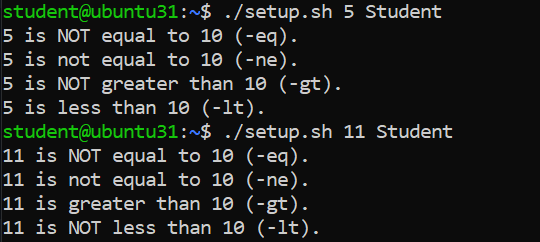 student@ubuntu31:~$ ./setup.sh 5 Student
5 is NOT equal to 10 (-eq).
5 is not equal to 10 (-ne).
5 is NOT greater than 10 (-gt).
5 is less than 10 (-lt).
student@ubuntu31:~$ ./setup.sh 11 Student
11 is NOT equal to 10 (-eq).
11 is not equal to 10 (-ne).
11 is greater than 10 (-gt).
11 is NOT less than 10 (-lt).